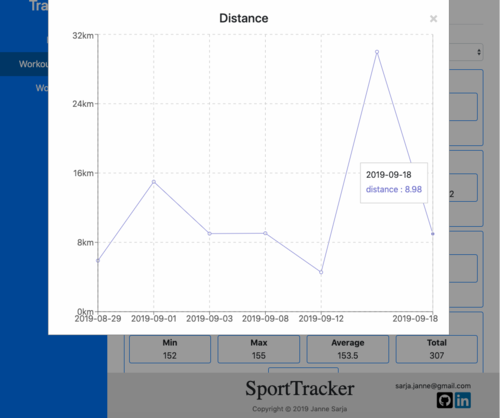 Tra
Distance
×
Workou
Wo
32km
24km
16km
8km
0km
2019-08-29
2019-09-01
2019-09-03
2019-09-08
2019-09-12
2019-09-18
2019-09-18
distance : 8.98
2
Min
Max
Average
Total
152
155
153.5
307
SportTracker
sarja.janne@gmail.com
Copyright © 2019 Janne Sarja
in